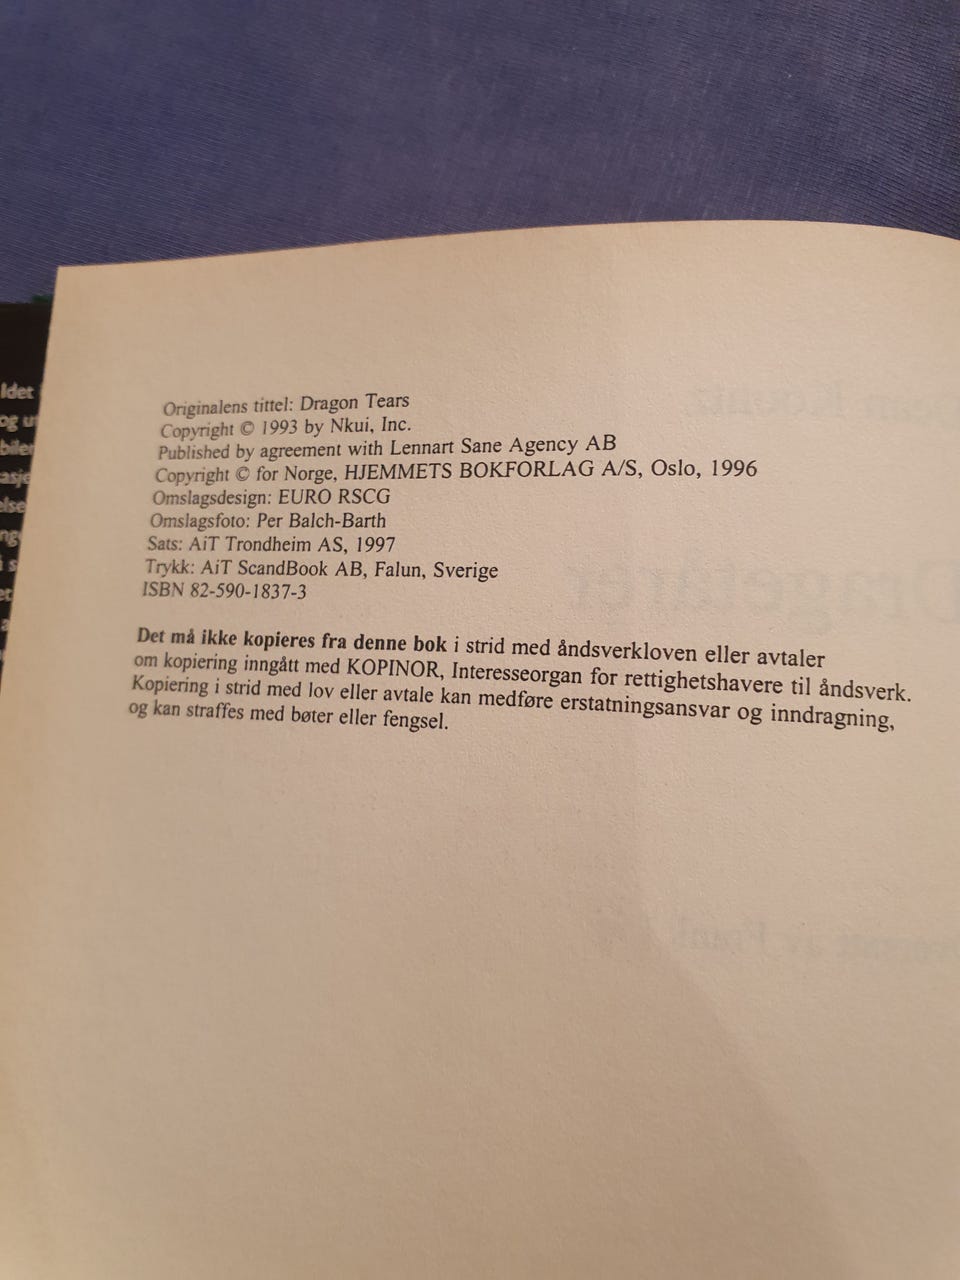 Originalens tittel: Dragon Tears
Copyright © 1993 by Nkui, Inc.
Published by agreement with Lennart Sane Agency AB
Copyright © for Norge, HJEMMETS BOKFORLAG A/S, Oslo, 1996
Omslagsdesign: EURO RSCG
Omslagsfoto: Per Balch-Barth
Sats: AiT Trondheim AS, 1997
Trykk: AiT ScandBook AB, Falun, Sverige
ISBN 82-590-1837-3
Det må ikke kopieres fra denne bok i strid med åndsverkloven eller avtaler
om kopiering inngått med KOPINOR, Interesseorgan for rettighetshavere til åndsverk.
Kopiering i strid med lov eller avtale kan medføre erstatningsansvar og inndragning,
og kan straffes med bøter eller fengsel.